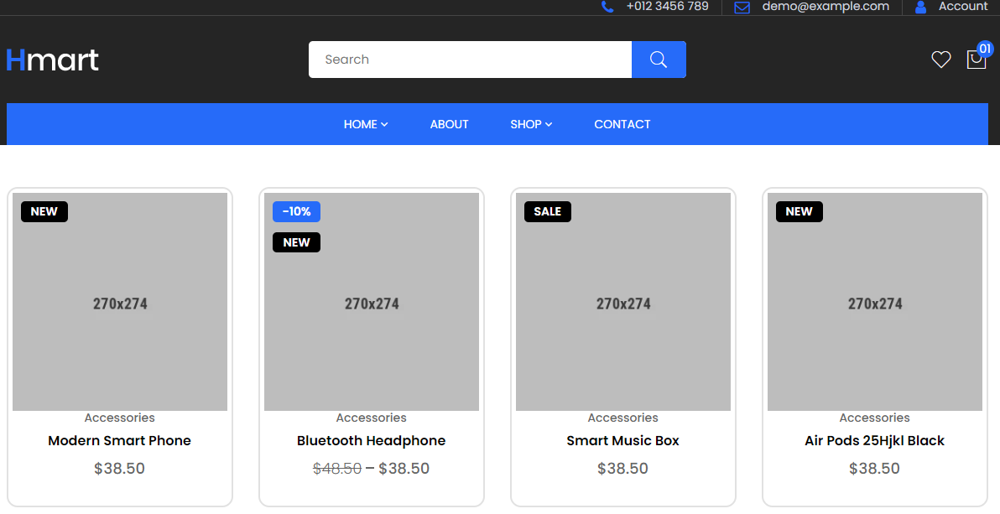 +012 3456 789 demo@example.com Account
Hmart
Search
01
HOME ABOUT SHOP CONTACT
NEW
270x274
Accessories
Modern Smart Phone
$38.50
-10%
NEW
270x274
Accessories
Bluetooth Headphone
$48.50 – $38.50
SALE
270x274
Accessories
Smart Music Box
$38.50
NEW
270x274
Accessories
Air Pods 25Hjkl Black
$38.50